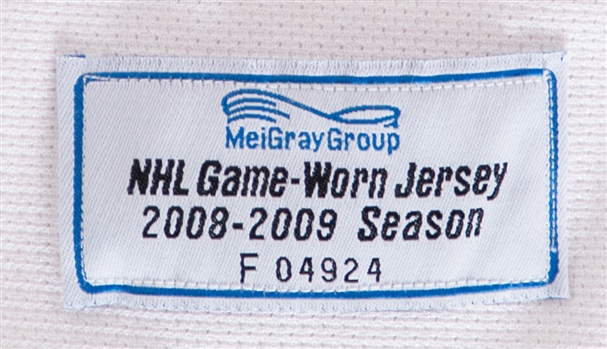 MeiGrayGroup
NHL Game-Worn Jersey
2008-2009 Season
F 04924